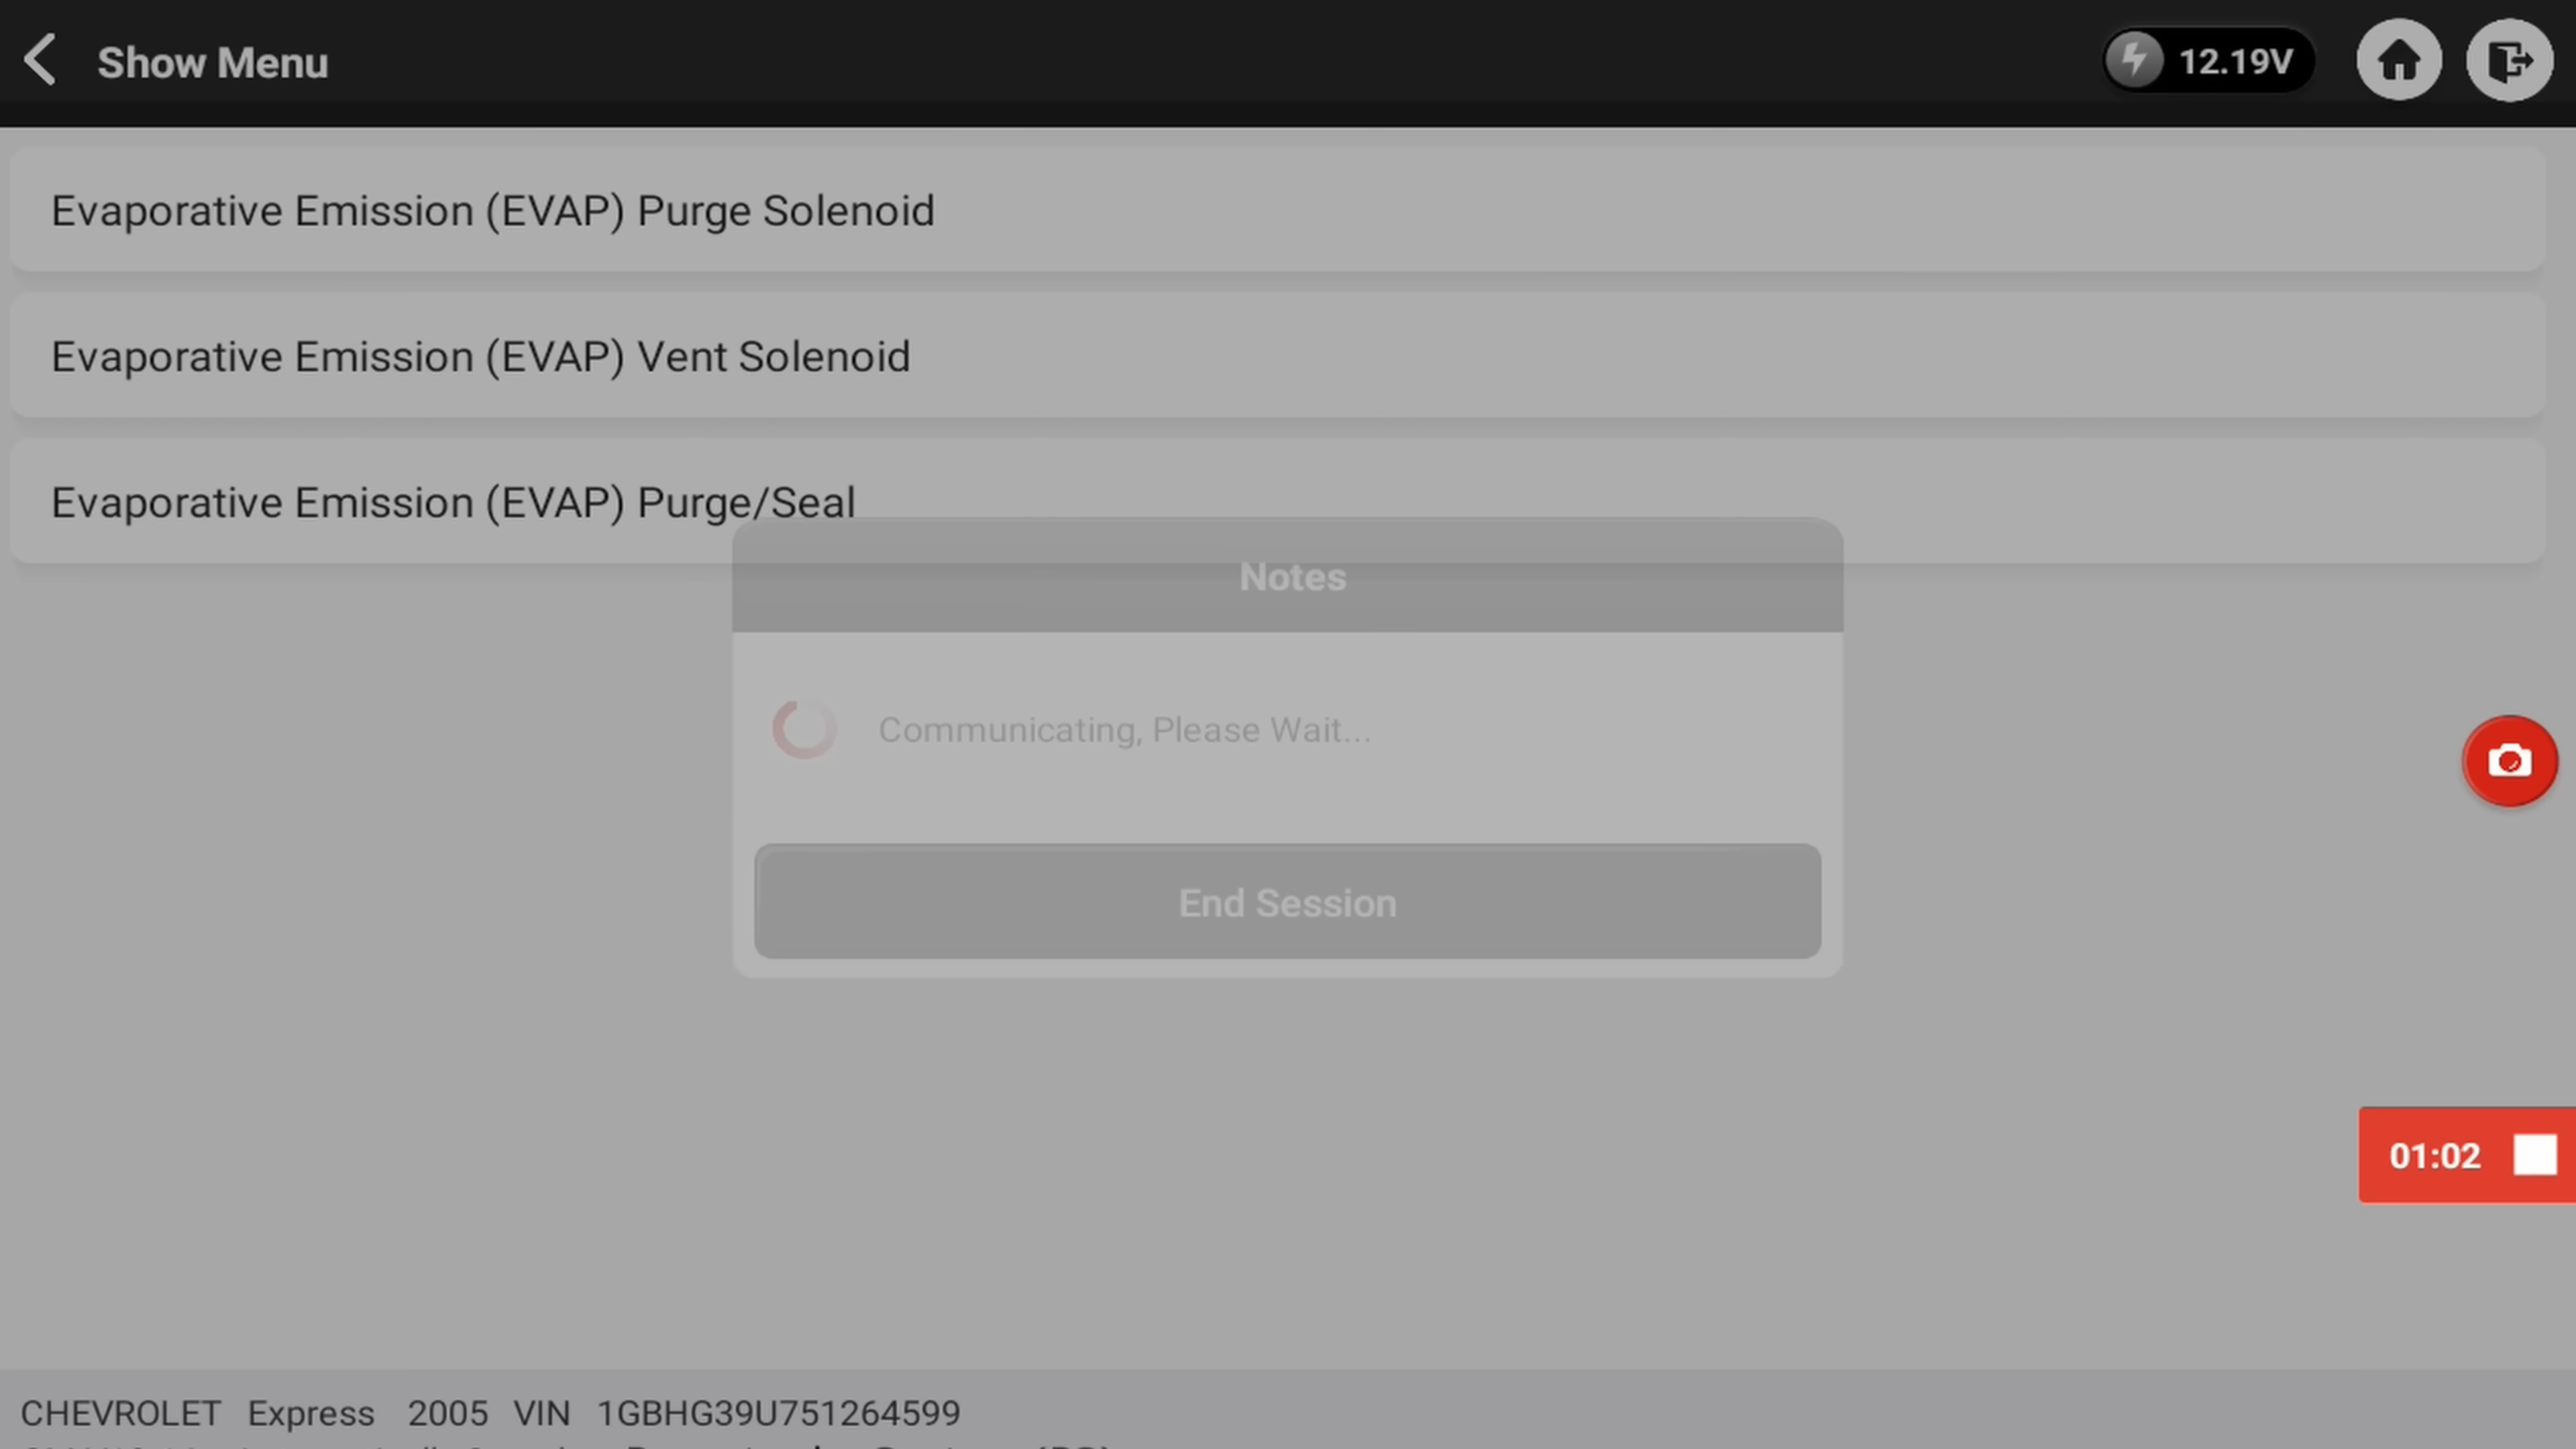 Show Menu
12.19V
Evaporative Emission (EVAP) Purge Solenoid
Evaporative Emission (EVAP) Vent Solenoid
Evaporative Emission (EVAP) Purge/Seal
Notes
Communicating, Please Wait...
End Session
01:02
CHEVROLET Express 2005 VIN 1GBHG39U751264599